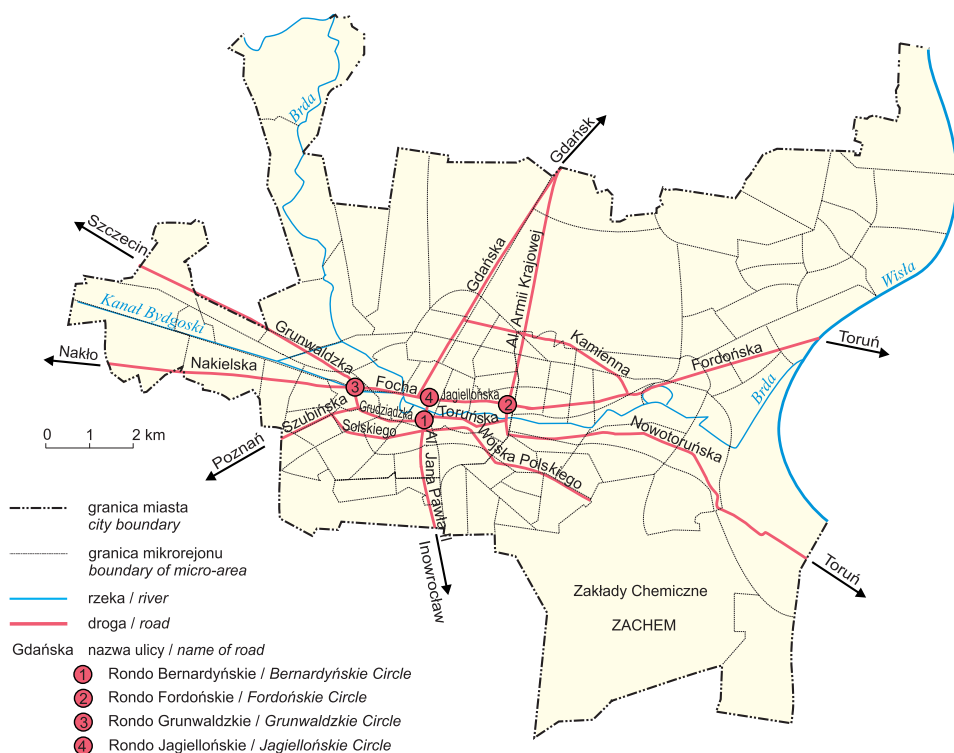 Gdańsk
Brda
Szczecin
Gdańska
Al. Armii Krajowej
Wisła
Kanał Bydgoski
Grunwaldzka
Kamienna
Toruń
Nakło
Nakielska
Fordońska
3
Focha
4
Jagiellońska
2
Brda
Szubińska
Grudziądzka
1
Toruńska
Solskiego
Wojska Polskiego
Nowotoruńska
0 1 2 km
Poznań
Al. Jana Pawła II
Inowrocław
Toruń
Zakłady Chemiczne
ZACHEM
granica miasta
city boundary
granica mikrorejonu
boundary of micro-area
rzeka / river
droga / road
Gdańska nazwa ulicy / name of road
1 Rondo Bernardyńskie / Bernardyńskie Circle
2 Rondo Fordońskie / Fordońskie Circle
3 Rondo Grunwaldzkie / Grunwaldzkie Circle
4 Rondo Jagiellońskie / Jagiellońskie Circle